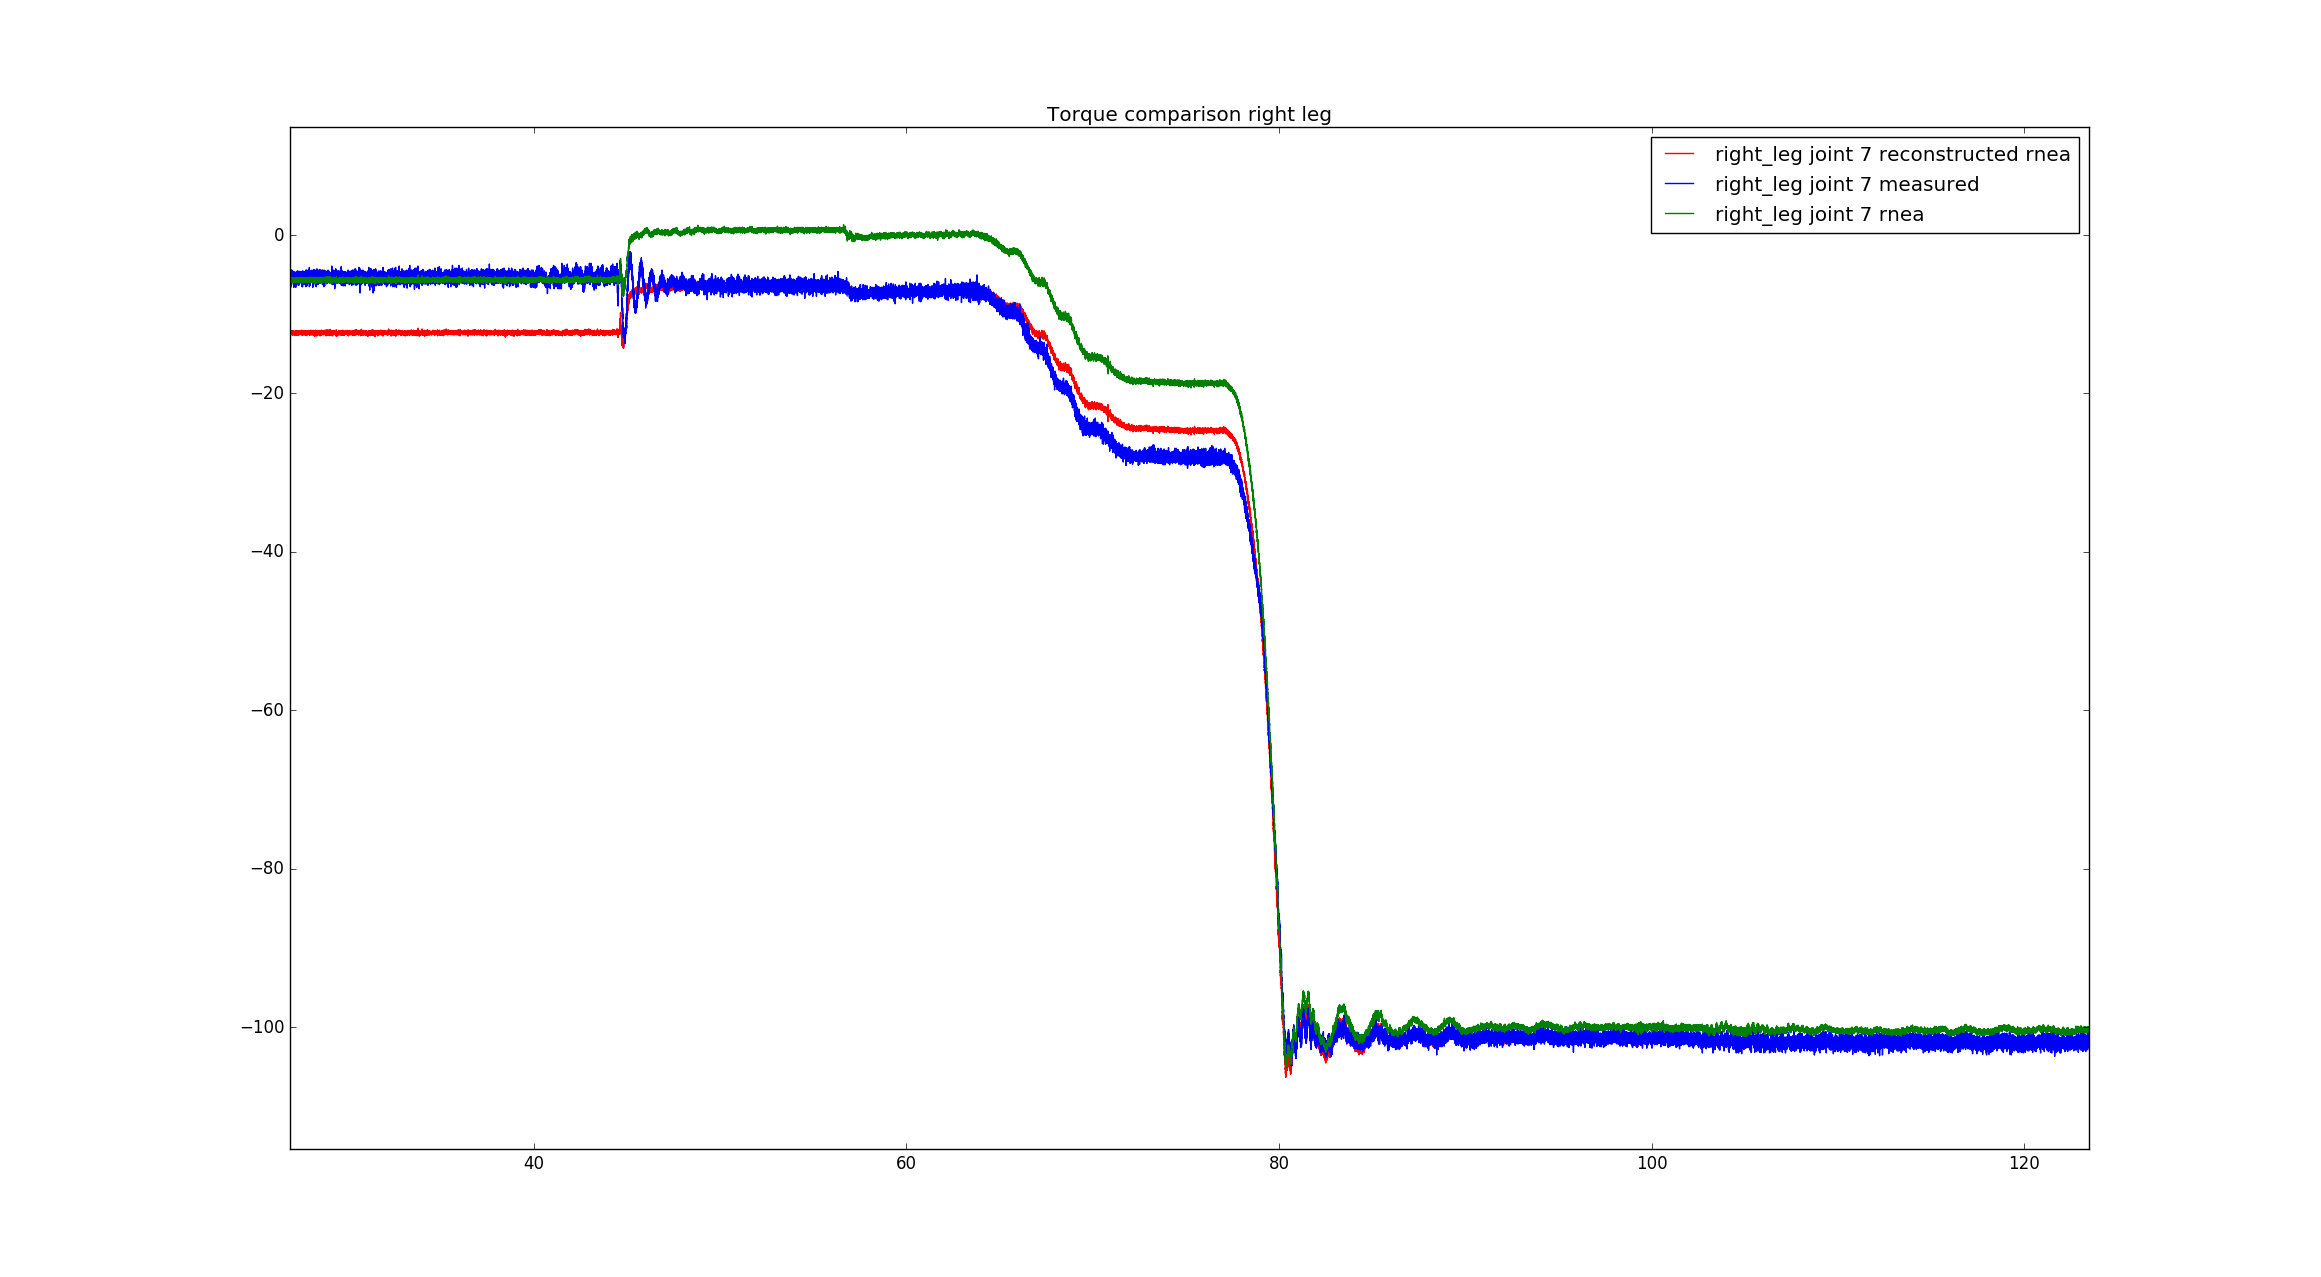 Torque comparison right leg
right_leg joint 7 reconstructed rnea
right_leg joint 7 measured
right_leg joint 7 rnea
0
−20
−40
−60
−80
−100
40 60 80 100 120